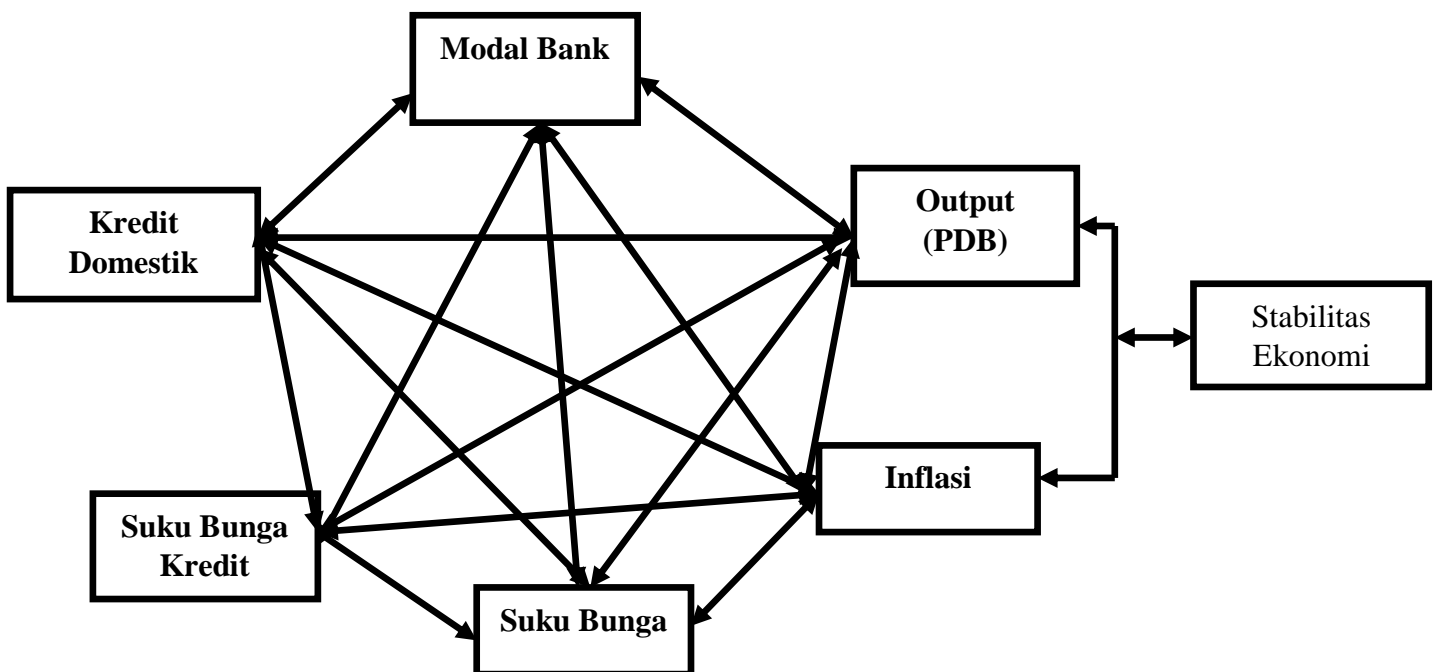 Modal Bank
Kredit
Domestik
Output
(PDB)
Stabilitas
Ekonomi
Inflasi
Suku Bunga
Kredit
Suku Bunga